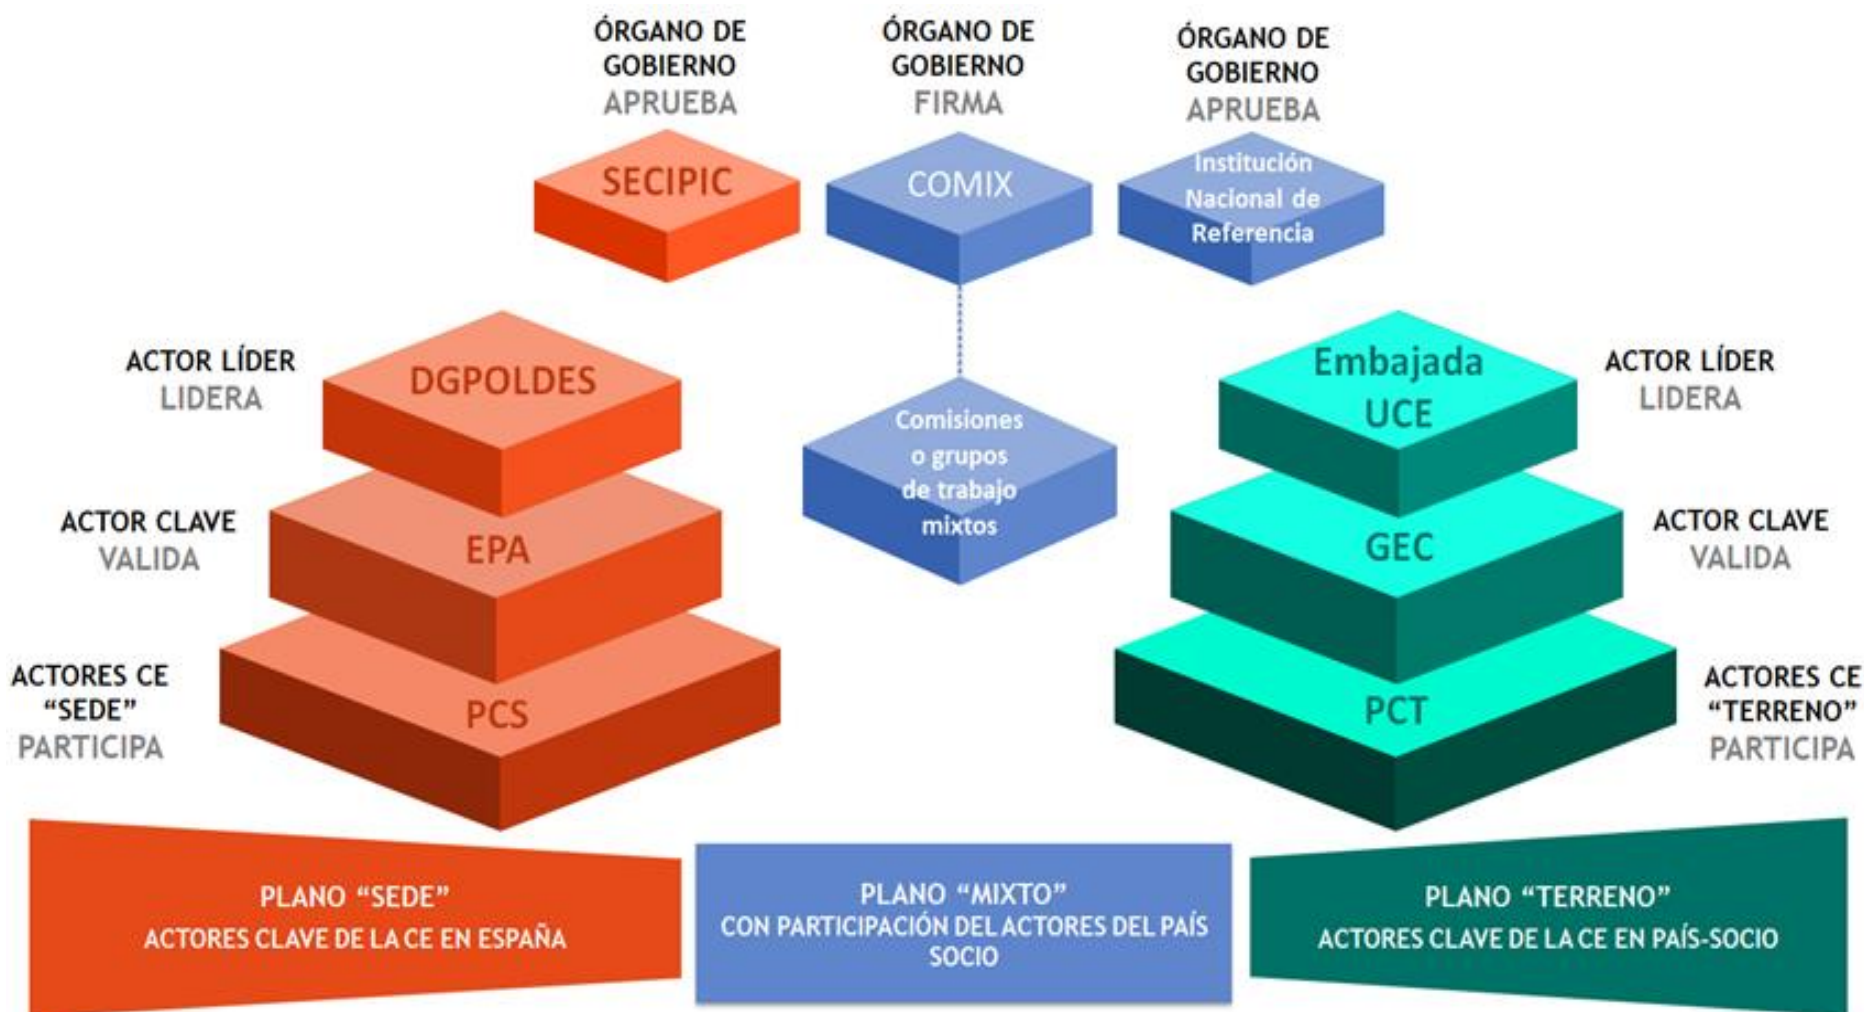 ÓRGANO DE
GOBIERNO
APRUEBA
ÓRGANO DE
GOBIERNO
FIRMA
ÓRGANO DE
GOBIERNO
APRUEBA
SECIPIC
COMIX
Institución
Nacional de
Referencia
ACTOR LÍDER
LIDERA
DGPOLDES
Embajada
UCE
ACTOR LÍDER
LIDERA
Comisiones
o grupos
de trabajo
mixtos
ACTOR CLAVE
VALIDA
EPA
GEC
ACTOR CLAVE
VALIDA
ACTORES CE
“SEDE”
PARTICIPA
PCS
PCT
ACTORES CE
“TERRENO”
PARTICIPA
PLANO “SEDE”
ACTORES CLAVE DE LA CE EN ESPAÑA
PLANO “MIXTO”
CON PARTICIPACIÓN DEL ACTORES DEL PAÍS
SOCIO
PLANO “TERRENO”
ACTORES CLAVE DE LA CE EN PAÍS-SOCIO